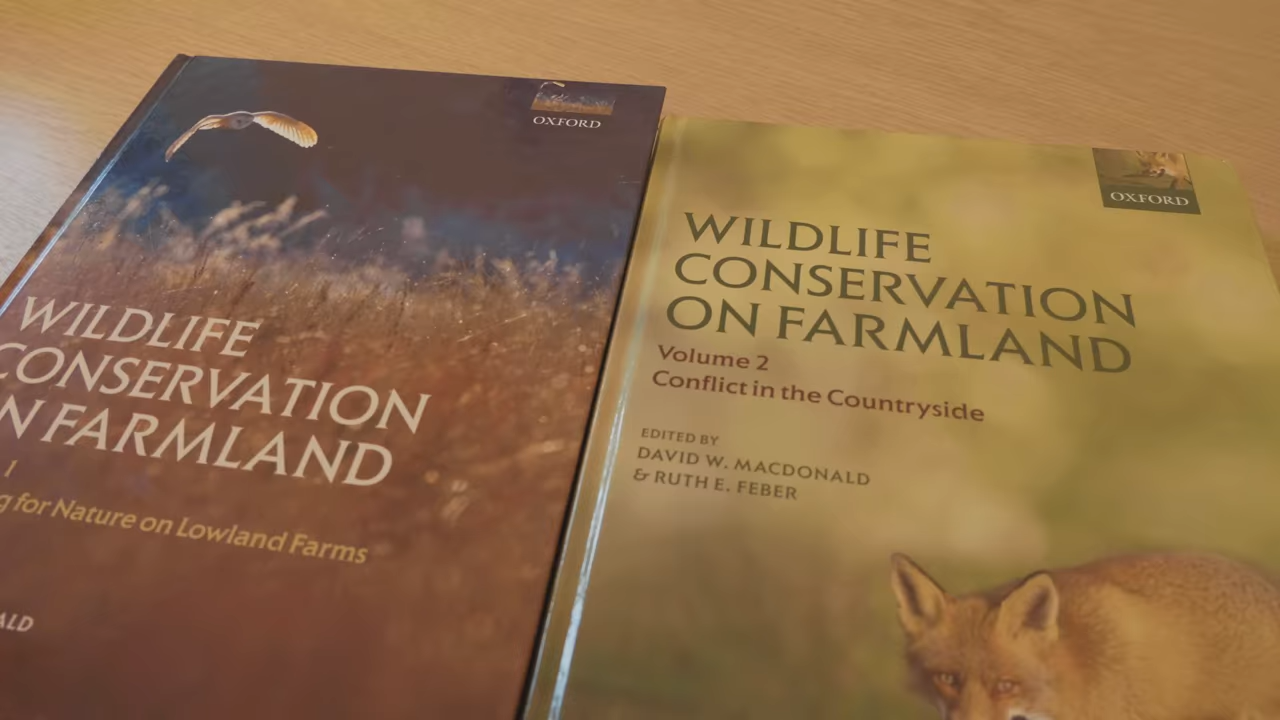 OXFORD
WILDLIFE
CONSERVATION
N FARMLAND
I
g for Nature on Lowland Farms
ALD
OXFORD
WILDLIFE
CONSERVATION
ON FARMLAND
Volume 2
Conflict in the Countryside
EDITED BY
DAVID W. MACDONALD
& RUTH E. FEBER